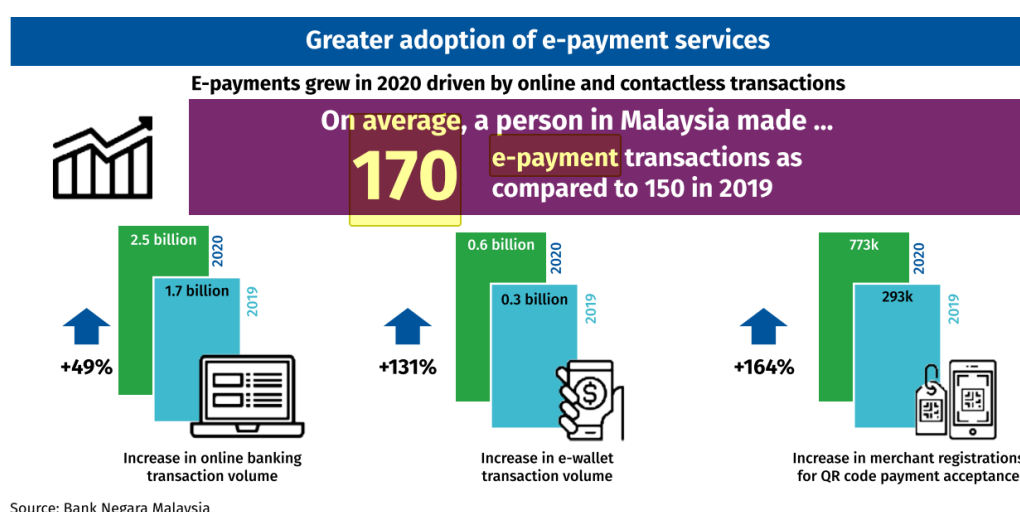 Greater adoption of e-payment services
E-payments grew in 2020 driven by online and contactless transactions
On average, a person in Malaysia made ...
170
e-payment transactions as
compared to 150 in 2019
2.5 billion
2020
1.7 billion
2019
+49%
Increase in online banking
transaction volume
0.6 billion
2020
0.3 billion
2019
+131%
$
Increase in e-wallet
transaction volume
773k
2020
293k
2019
+164%
Increase in merchant registrations
for QR code payment acceptance
Source: Bank Negara Malaysia